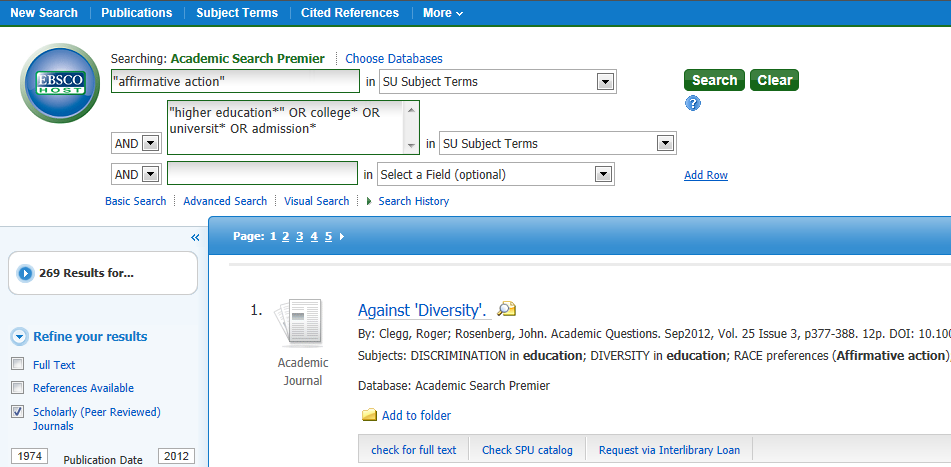 New Search Publications Subject Terms Cited References More
Searching: Academic Search Premier Choose Databases
EBSCO
HOST
"affirmative action" in SU Subject Terms Search Clear
?
"higher education*" OR college* OR
universit* OR admission*
AND in SU Subject Terms
AND in Select a Field (optional) Add Row
Basic Search Advanced Search Visual Search Search History
«
Page: 1 2 3 4 5
269 Results for...
Refine your results
Full Text
References Available
Scholarly (Peer Reviewed)
Journals
1974 Publication Date 2012
1. Against 'Diversity'.
Academic
Journal
By: Clegg, Roger; Rosenberg, John. Academic Questions. Sep2012, Vol. 25 Issue 3, p377-388. 12p. DOI: 10.100
Subjects: DISCRIMINATION in education; DIVERSITY in education; RACE preferences (Affirmative action)
Database: Academic Search Premier
Add to folder
check for full text Check SPU catalog Request via Interlibrary Loan